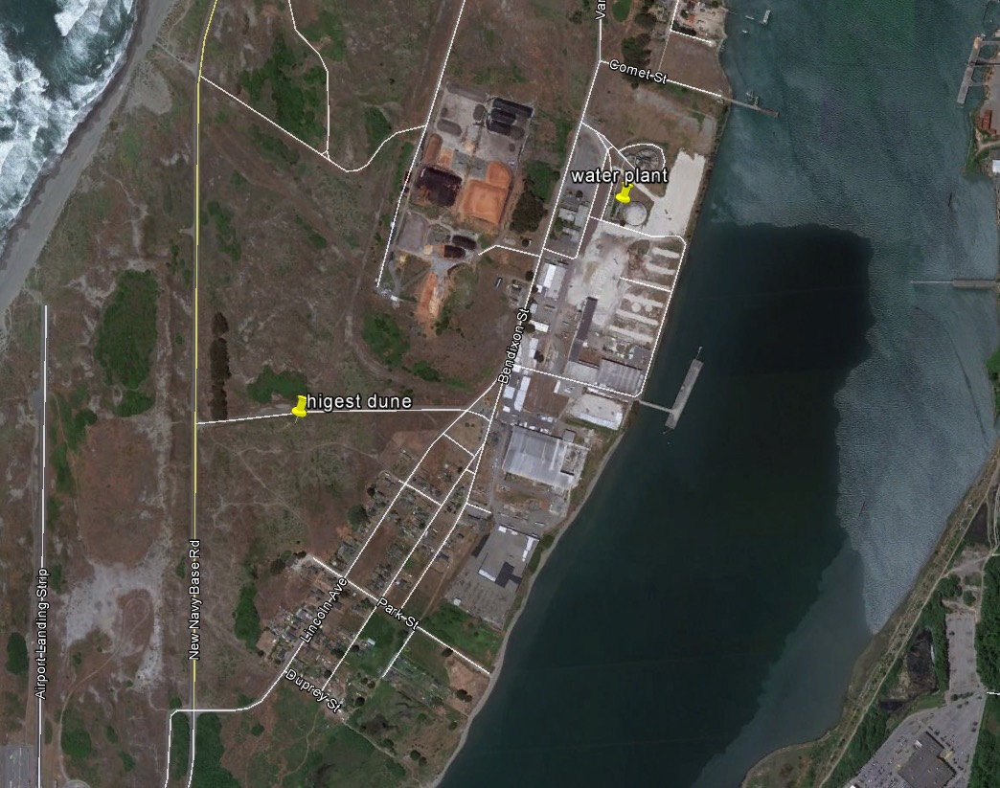 Comet St
water plant
Bendixon St
higest dune
New Navy Base Rd
Airport Landing Strip
Lincoln Ave
Park St
Duprey St